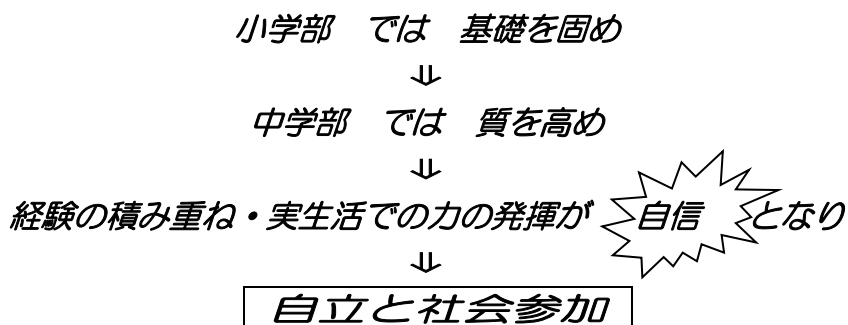 小学部　では　基礎を固め
⇓
中学部　では　質を高め
⇓
経験の積み重ね・実生活での力の発揮が　自信　となり
⇓
自立と社会参加